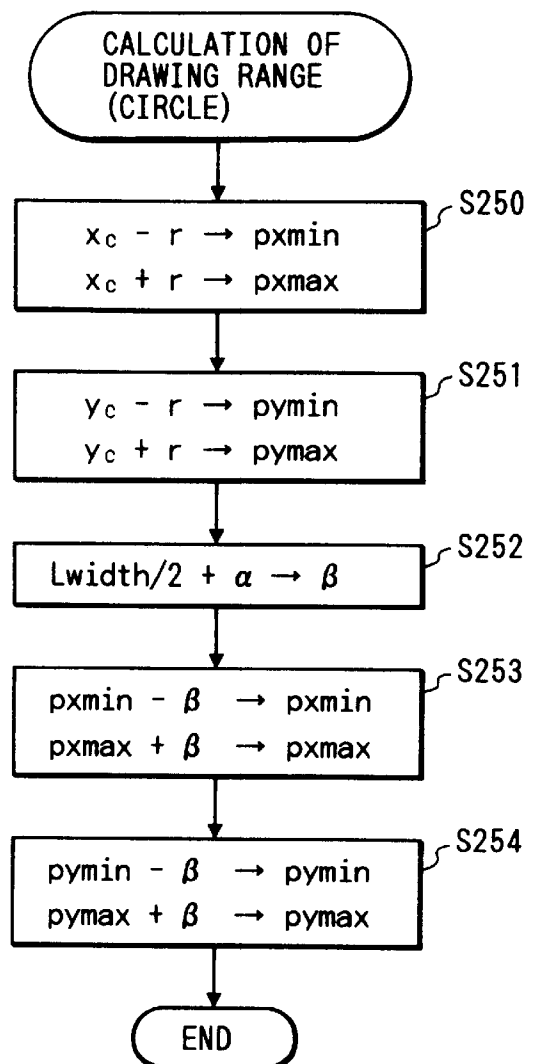 CALCULATION OF
DRAWING RANGE
(CIRCLE)
S250
xc - r → pxmin
xc + r → pxmax
S251
yc - r → pymin
yc + r → pymax
S252
Lwidth/2 + α → β
S253
pxmin - β → pxmin
pxmax + β → pxmax
S254
pymin - β → pymin
pymax + β → pymax
END